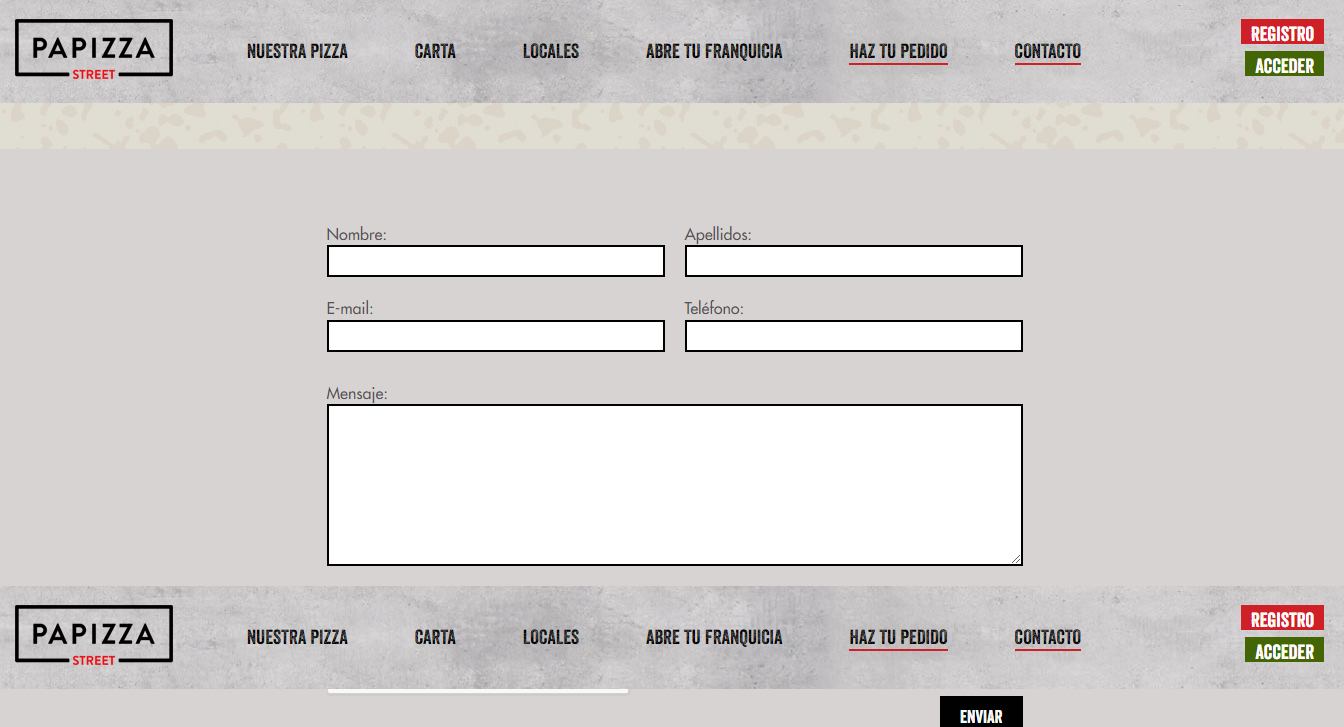 PAPIZZA
STREET
NUESTRA PIZZA CARTA LOCALES ABRE TU FRANQUICIA HAZ TU PEDIDO CONTACTO
REGISTRO
ACCEDER
Nombre: Apellidos:
E-mail: Teléfono:
Mensaje:
PAPIZZA
STREET
NUESTRA PIZZA CARTA LOCALES ABRE TU FRANQUICIA HAZ TU PEDIDO CONTACTO
REGISTRO
ACCEDER
ENVIAR